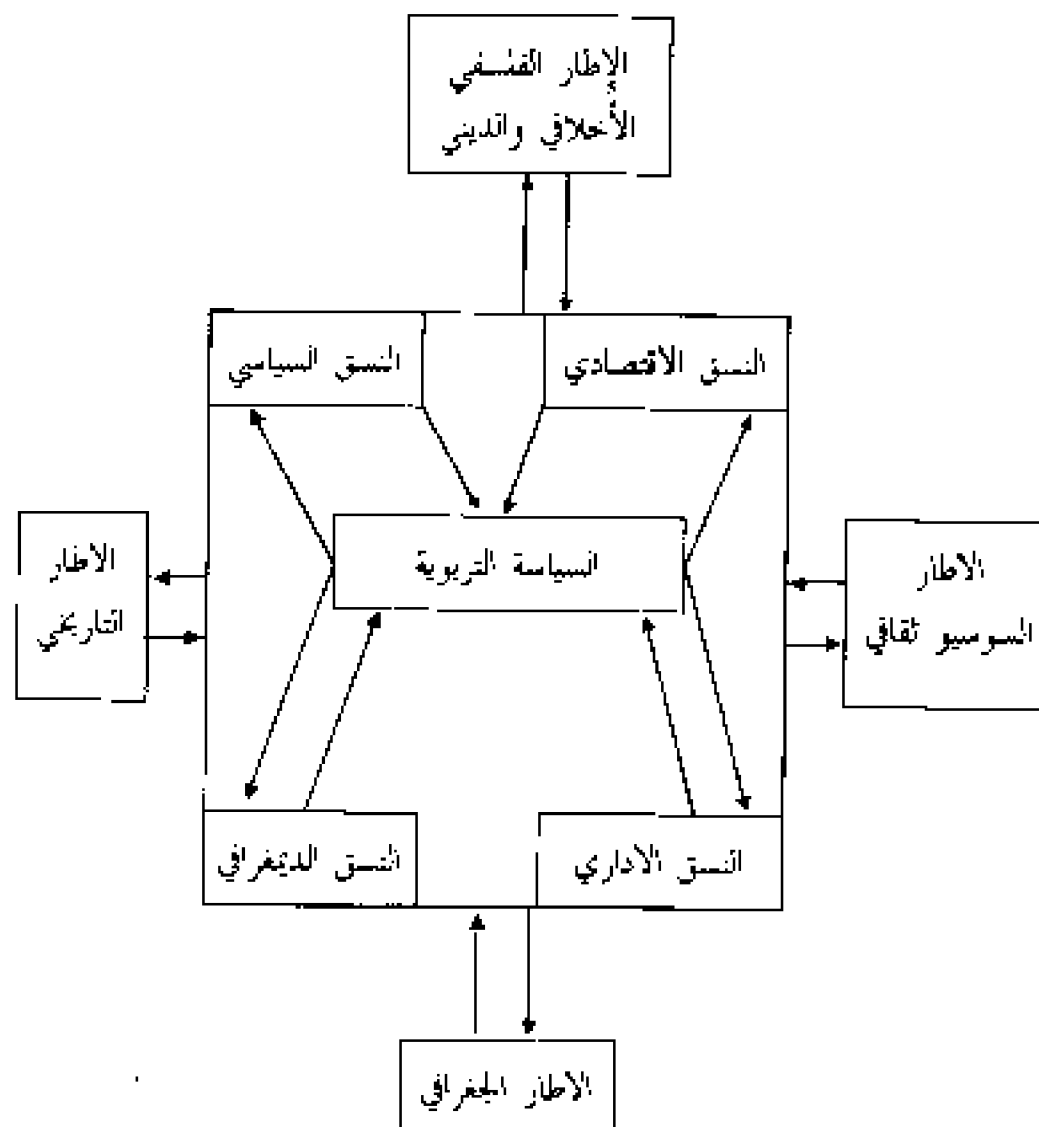 الإطار الفلسفي
الأخلاقي والديني
النسق الاقتصادي
النسق السياسي
السياسة التربوية
الاطار
السوسيو ثقافي
الاطار
التاريخي
النسق الاداري
النسق الديمغرافي
الاطار الجغرافي